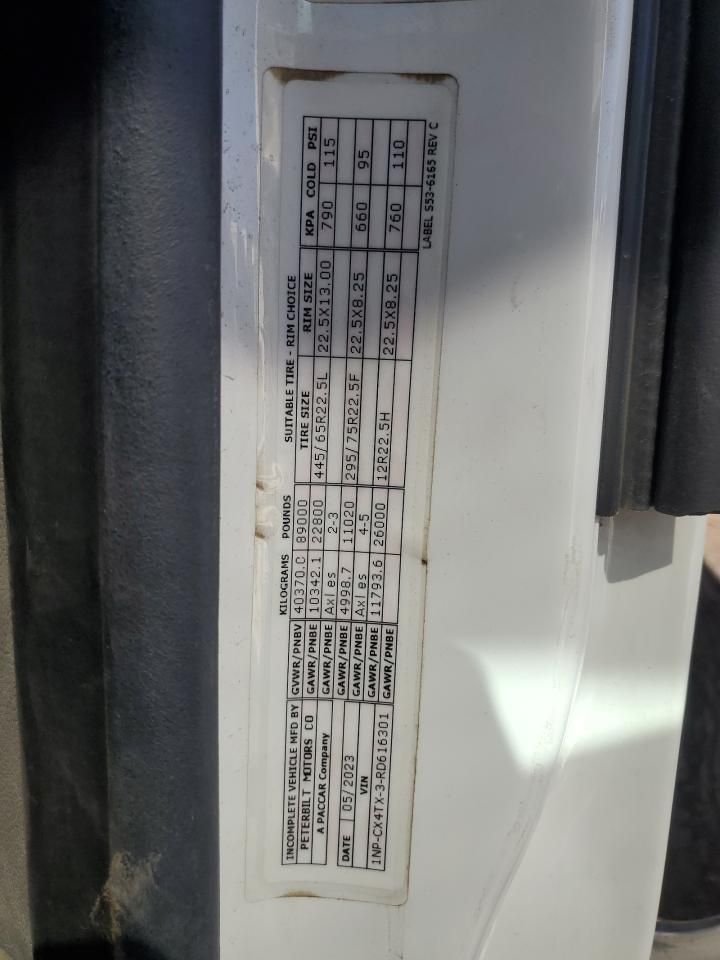 INCOMPLETE VEHICLE MFD BY
PETERBILT MOTORS CO
A PACCAR Company
DATE 05/2023
VIN
1NP-CX4TX-3-RD616301
KILOGRAMS POUNDS
SUITABLE TIRE - RIM CHOICE
TIRE SIZE RIM SIZE KPA COLD PSI
GVWR/PNBV 40370.0 89000
GAWR/PNBE 10342.1 22800 445/65R22.5L 22.5X13.00 790 115
GAWR/PNBE Axles 2-3
GAWR/PNBE 4998.7 11020 295/75R22.5F 22.5X8.25 660 95
GAWR/PNBE Axles 4-5
GAWR/PNBE 11793.6 26000 12R22.5H 22.5X8.25 760 110
GAWR/PNBE
LABEL S53-6165 REV C